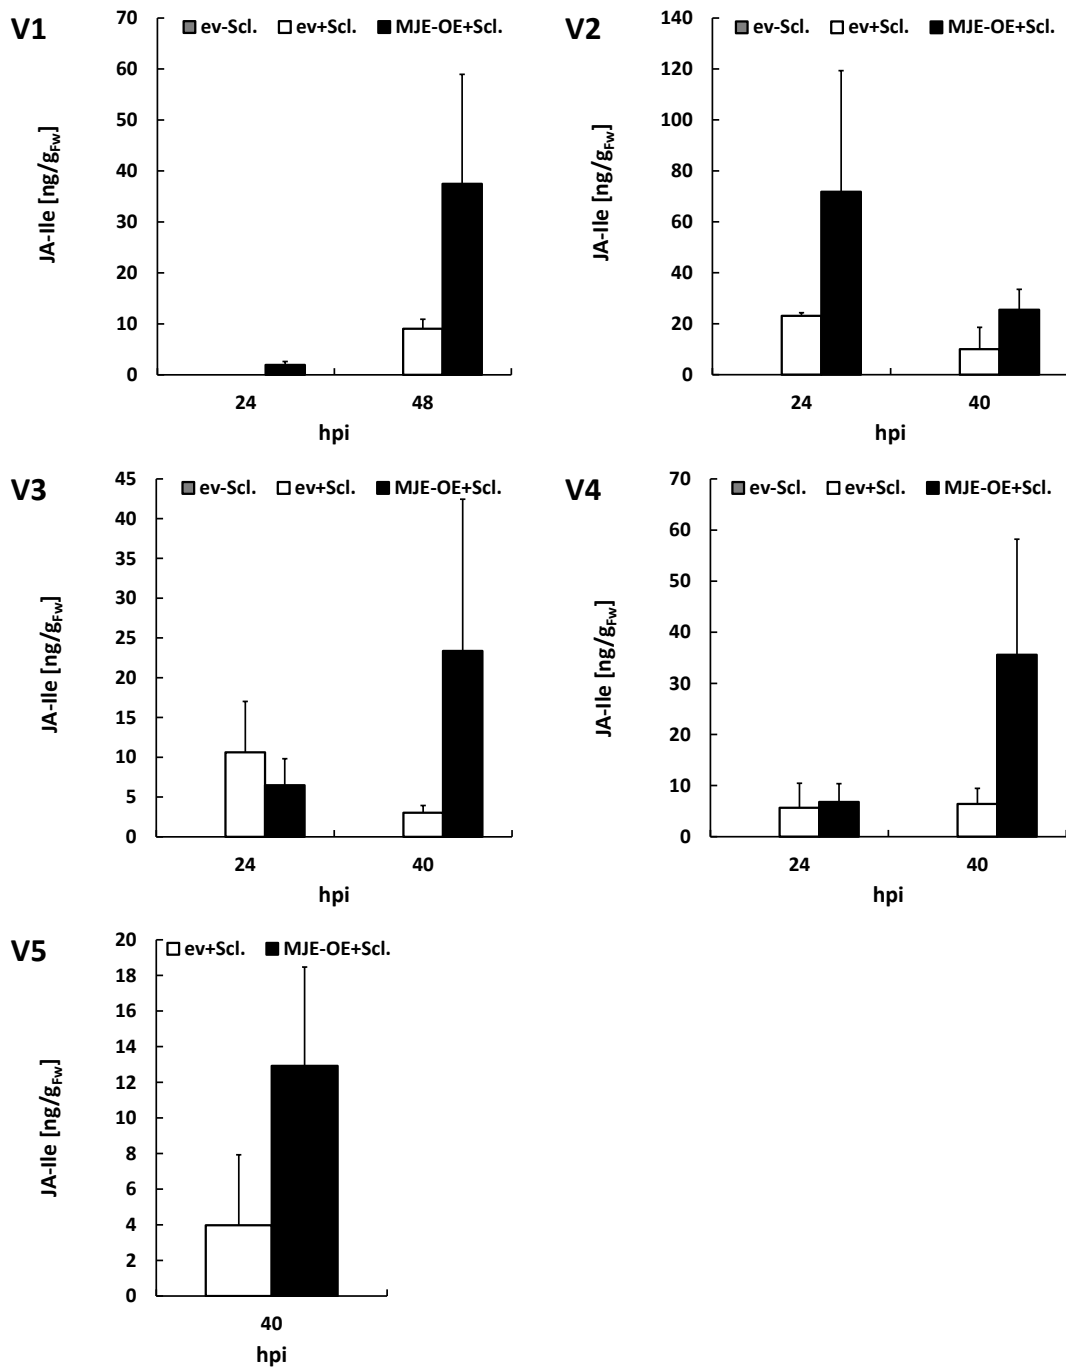 V1
ev-Scl. ev+Scl. MJE-OE+Scl.
JA-Ile [ng/gFw]
70
60
50
40
30
20
10
0
24 48
hpi
V2
ev-Scl. ev+Scl. MJE-OE+Scl.
JA-Ile [ng/gFw]
140
120
100
80
60
40
20
0
24 40
hpi
V3
ev-Scl. ev+Scl. MJE-OE+Scl.
JA-Ile [ng/gFw]
45
40
35
30
25
20
15
10
5
0
24 40
hpi
V4
ev-Scl. ev+Scl. MJE-OE+Scl.
JA-Ile [ng/gFw]
70
60
50
40
30
20
10
0
24 40
hpi
V5
ev+Scl. MJE-OE+Scl.
JA-Ile [ng/gFw]
20
18
16
14
12
10
8
6
4
2
0
40
hpi